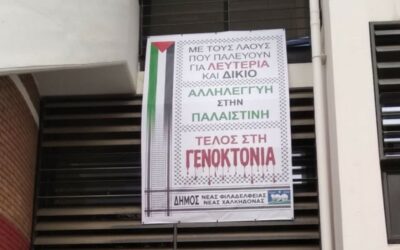 ΜΕ ΤΟΥΣ ΛΑΟΥΣ
ΠΟΥ ΠΑΛΕΥΟΥΝ
ΓΙΑ ΛΕΥΤΕΡΙΑ
ΚΑΙ ΔΙΚΙΟ
ΑΛΛΗΛΕΓΓΥΗ
ΣΤΗΝ
ΠΑΛΑΙΣΤΙΝΗ
ΤΕΛΟΣ ΣΤΗ
ΓΕΝΟΚΤΟΝΙΑ
ΔΗΜΟΣ ΝΕΑΣ ΦΙΛΑΔΕΛΦΕΙΑΣ
ΝΕΑΣ ΧΑΛΚΗΔΟΝΑΣ